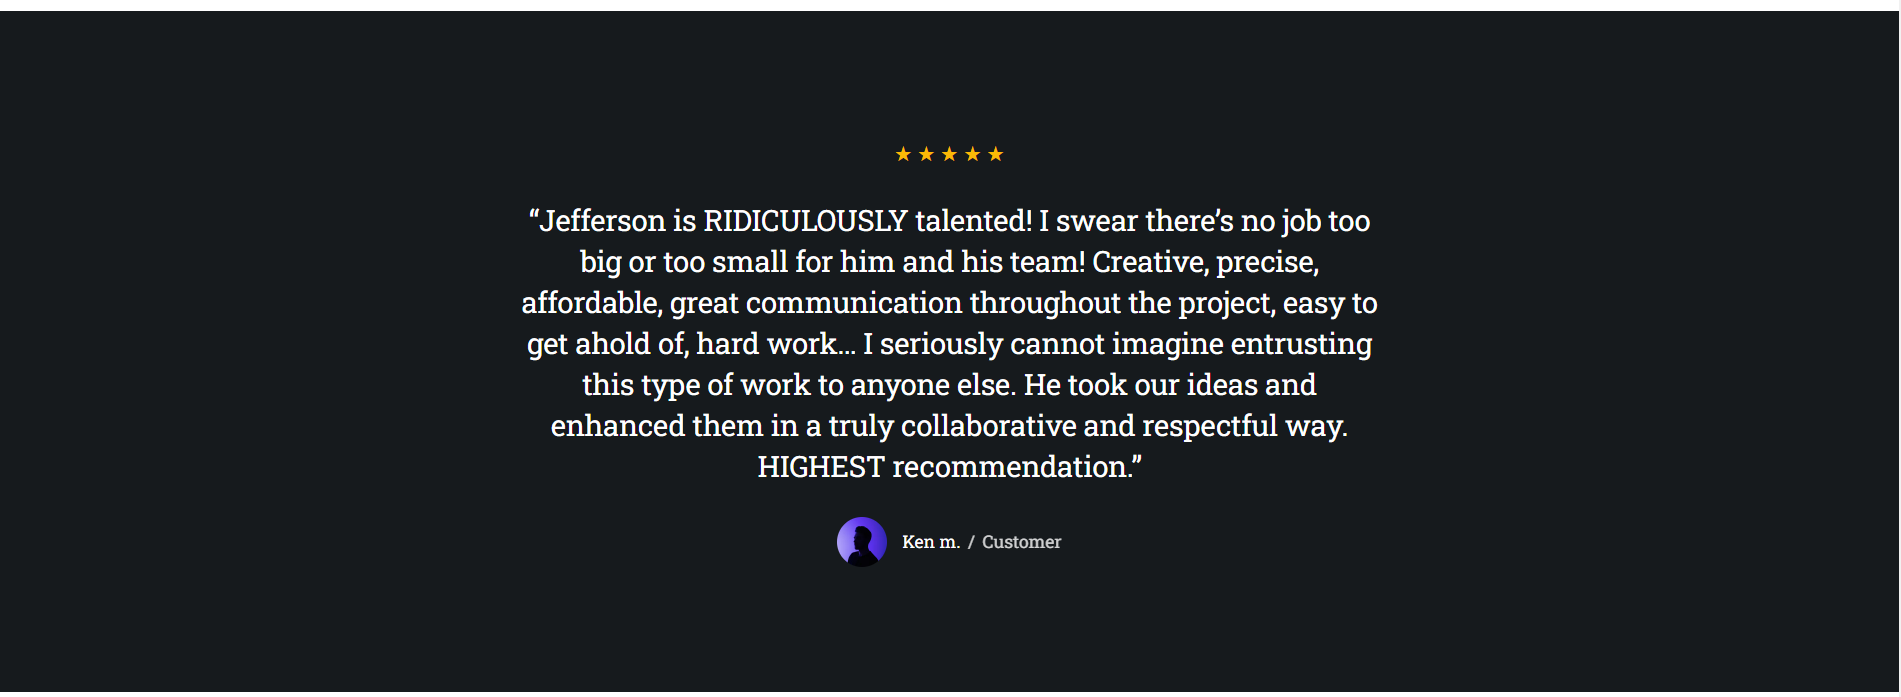 “Jefferson is RIDICULOUSLY talented! I swear there’s no job too
big or too small for him and his team! Creative, precise,
affordable, great communication throughout the project, easy to
get ahold of, hard work… I seriously cannot imagine entrusting
this type of work to anyone else. He took our ideas and
enhanced them in a truly collaborative and respectful way.
HIGHEST recommendation.”
Ken m. / Customer